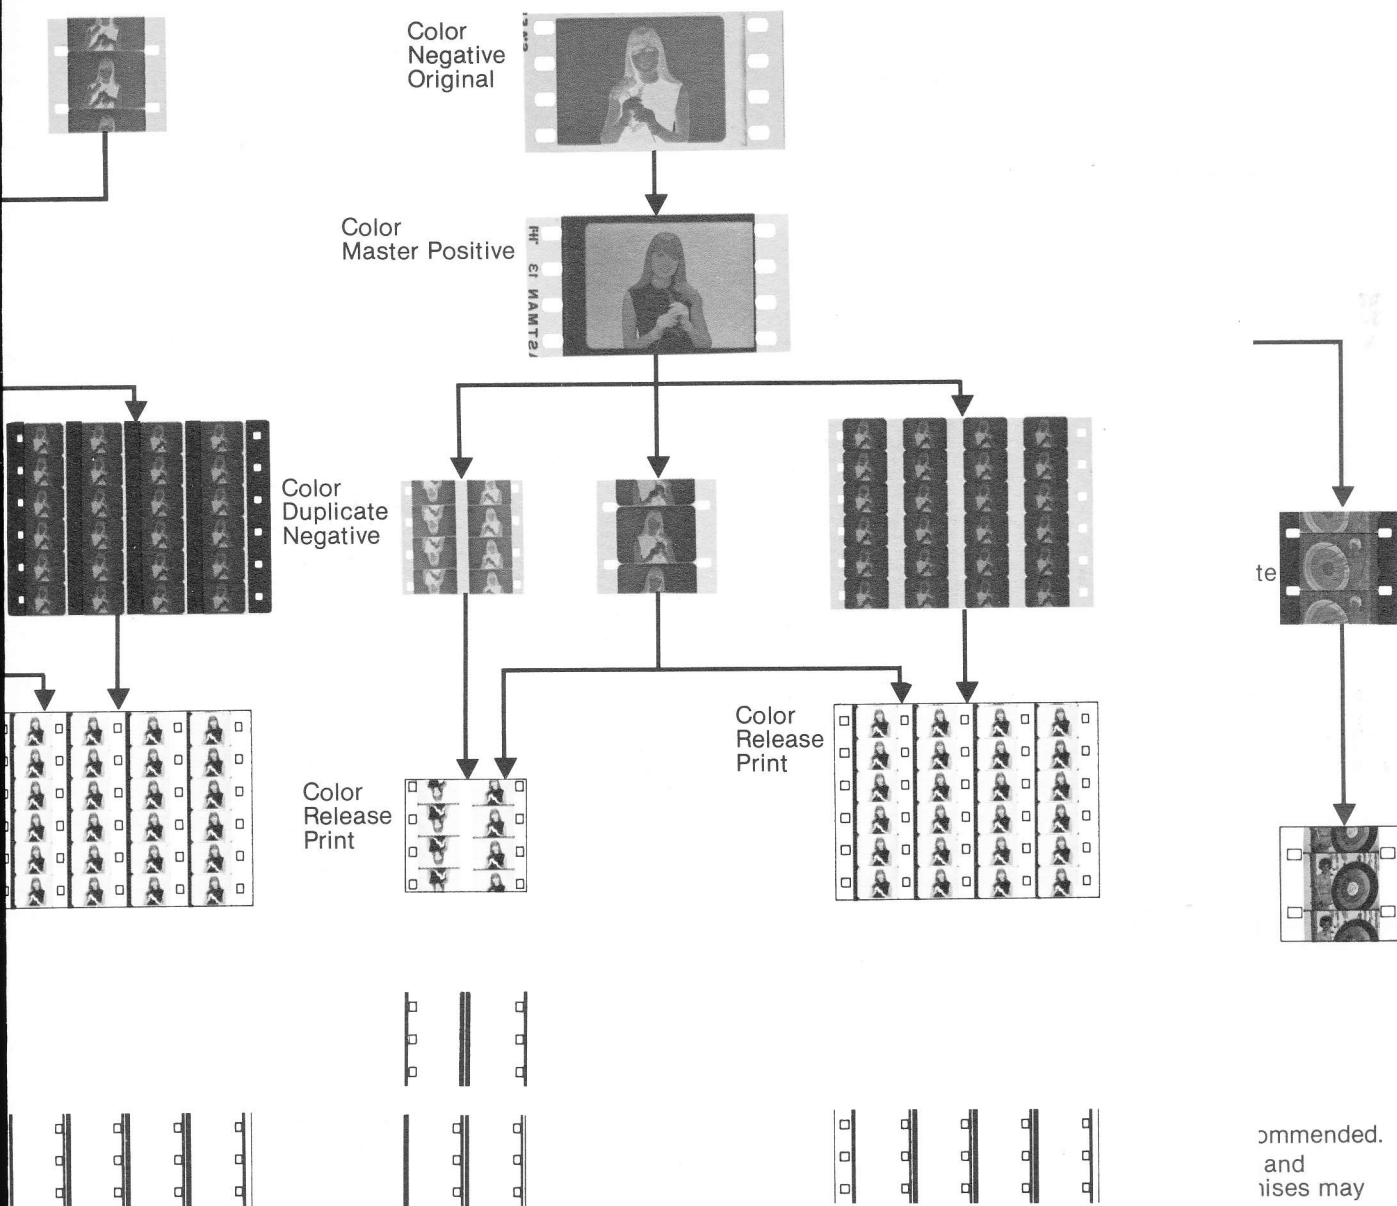 Color
Negative
Original
Color
Master Positive
Color
Duplicate
Negative
te
Color
Release
Print
Color
Release
Print
ommended.
and
ises may